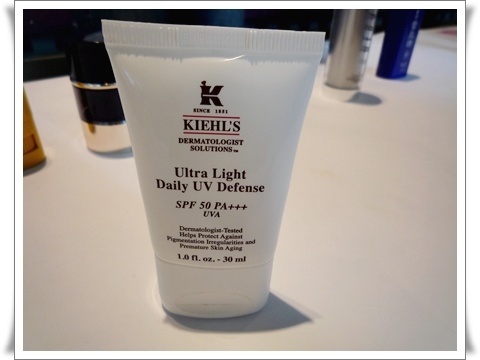 K
SINCE 1851
KIEHL'S
DERMATOLOGIST
SOLUTIONS™
Ultra Light
Daily UV Defense
SPF 50 PA+++
UVA
Dermatologist-Tested
Helps Protect Against
Pigmentation Irregularities and
Premature Skin Aging
1.0 fl. oz. - 30 ml